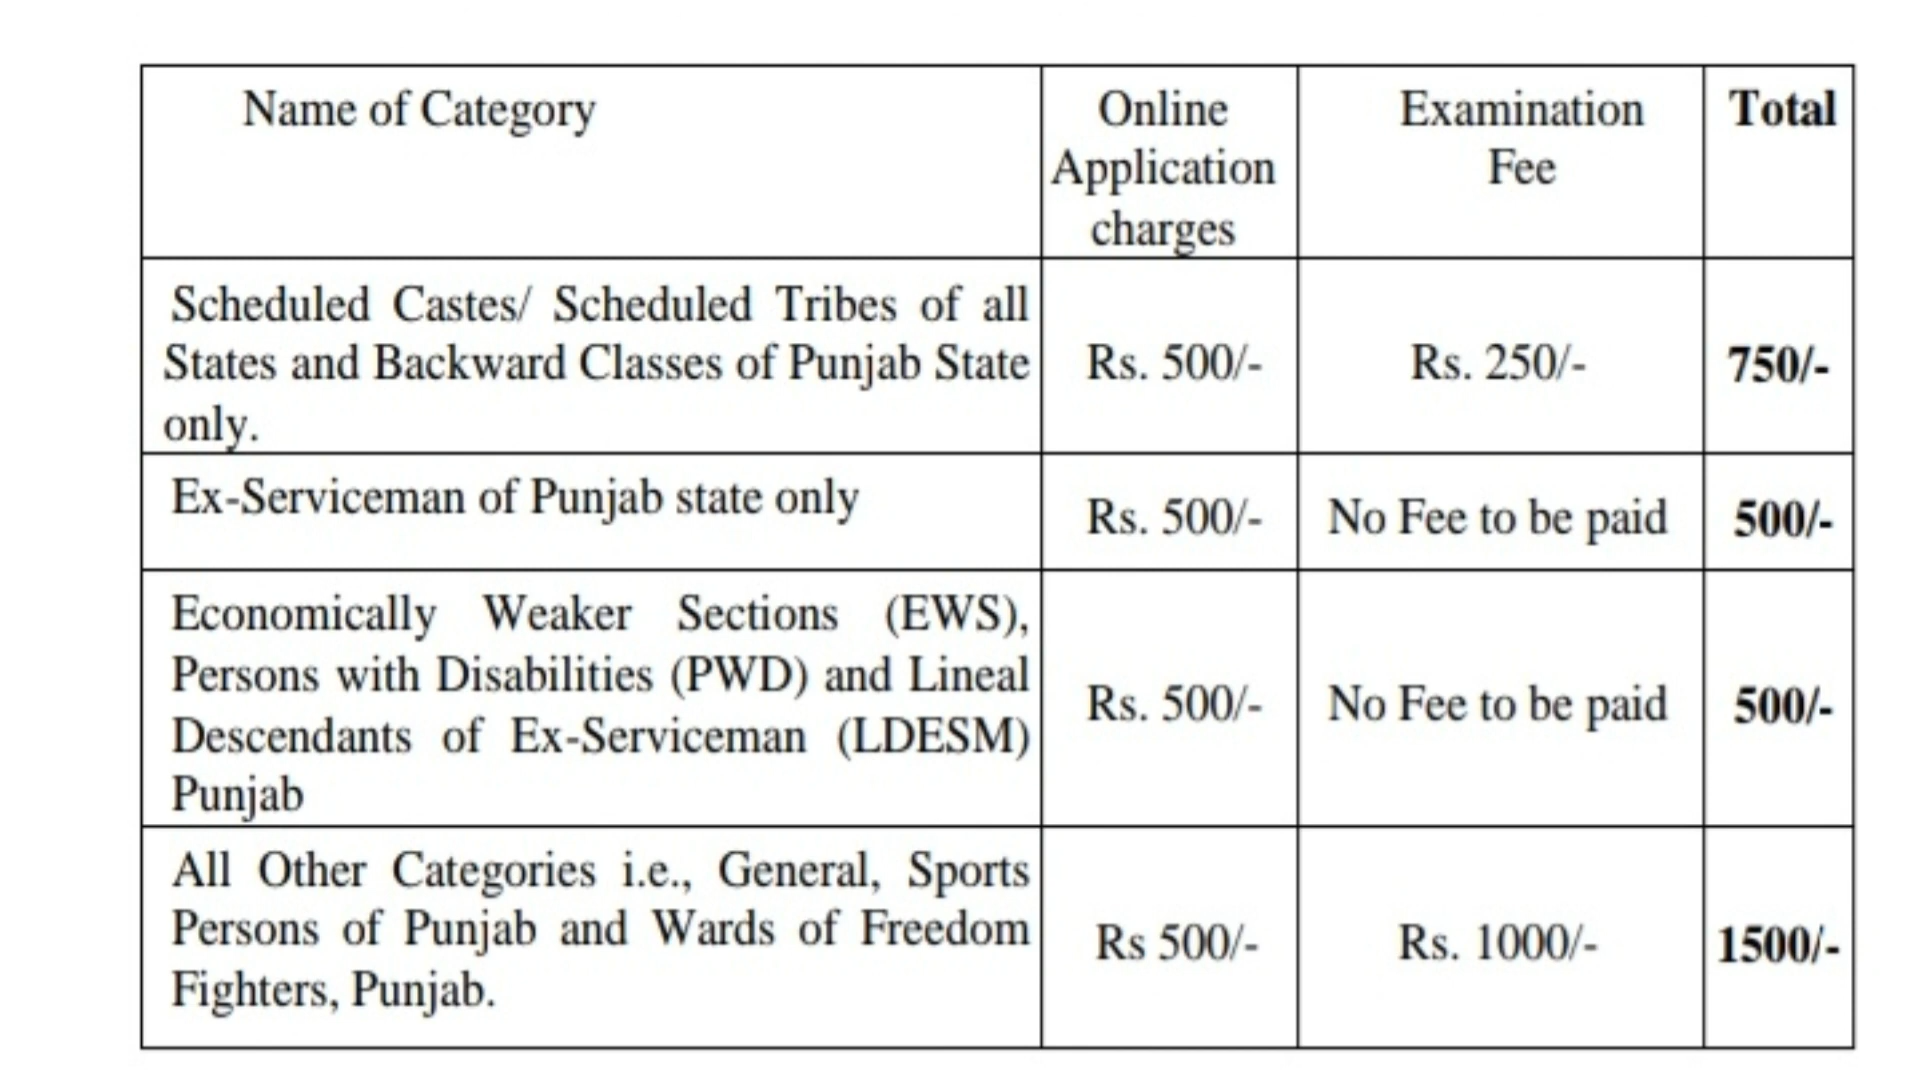 Name of Category
Online
Application
charges
Examination
Fee
Total
Scheduled Castes/ Scheduled Tribes of all
States and Backward Classes of Punjab State
only.
Rs. 500/-
Rs. 250/-
750/-
Ex-Serviceman of Punjab state only
Rs. 500/-
No Fee to be paid
500/-
Economically Weaker Sections (EWS),
Persons with Disabilities (PWD) and Lineal
Descendants of Ex-Serviceman (LDESM)
Punjab
Rs. 500/-
No Fee to be paid
500/-
All Other Categories i.e., General, Sports
Persons of Punjab and Wards of Freedom
Fighters, Punjab.
Rs 500/-
Rs. 1000/-
1500/-